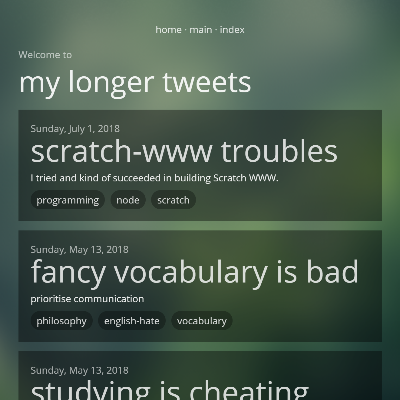 home · main · index
Welcome to
my longer tweets
Sunday, July 1, 2018
scratch-www troubles
I tried and kind of succeeded in building Scratch WWW.
programming node scratch
Sunday, May 13, 2018
fancy vocabulary is bad
prioritise communication
philosophy english-hate vocabulary
Sunday, May 13, 2018
studying is cheating